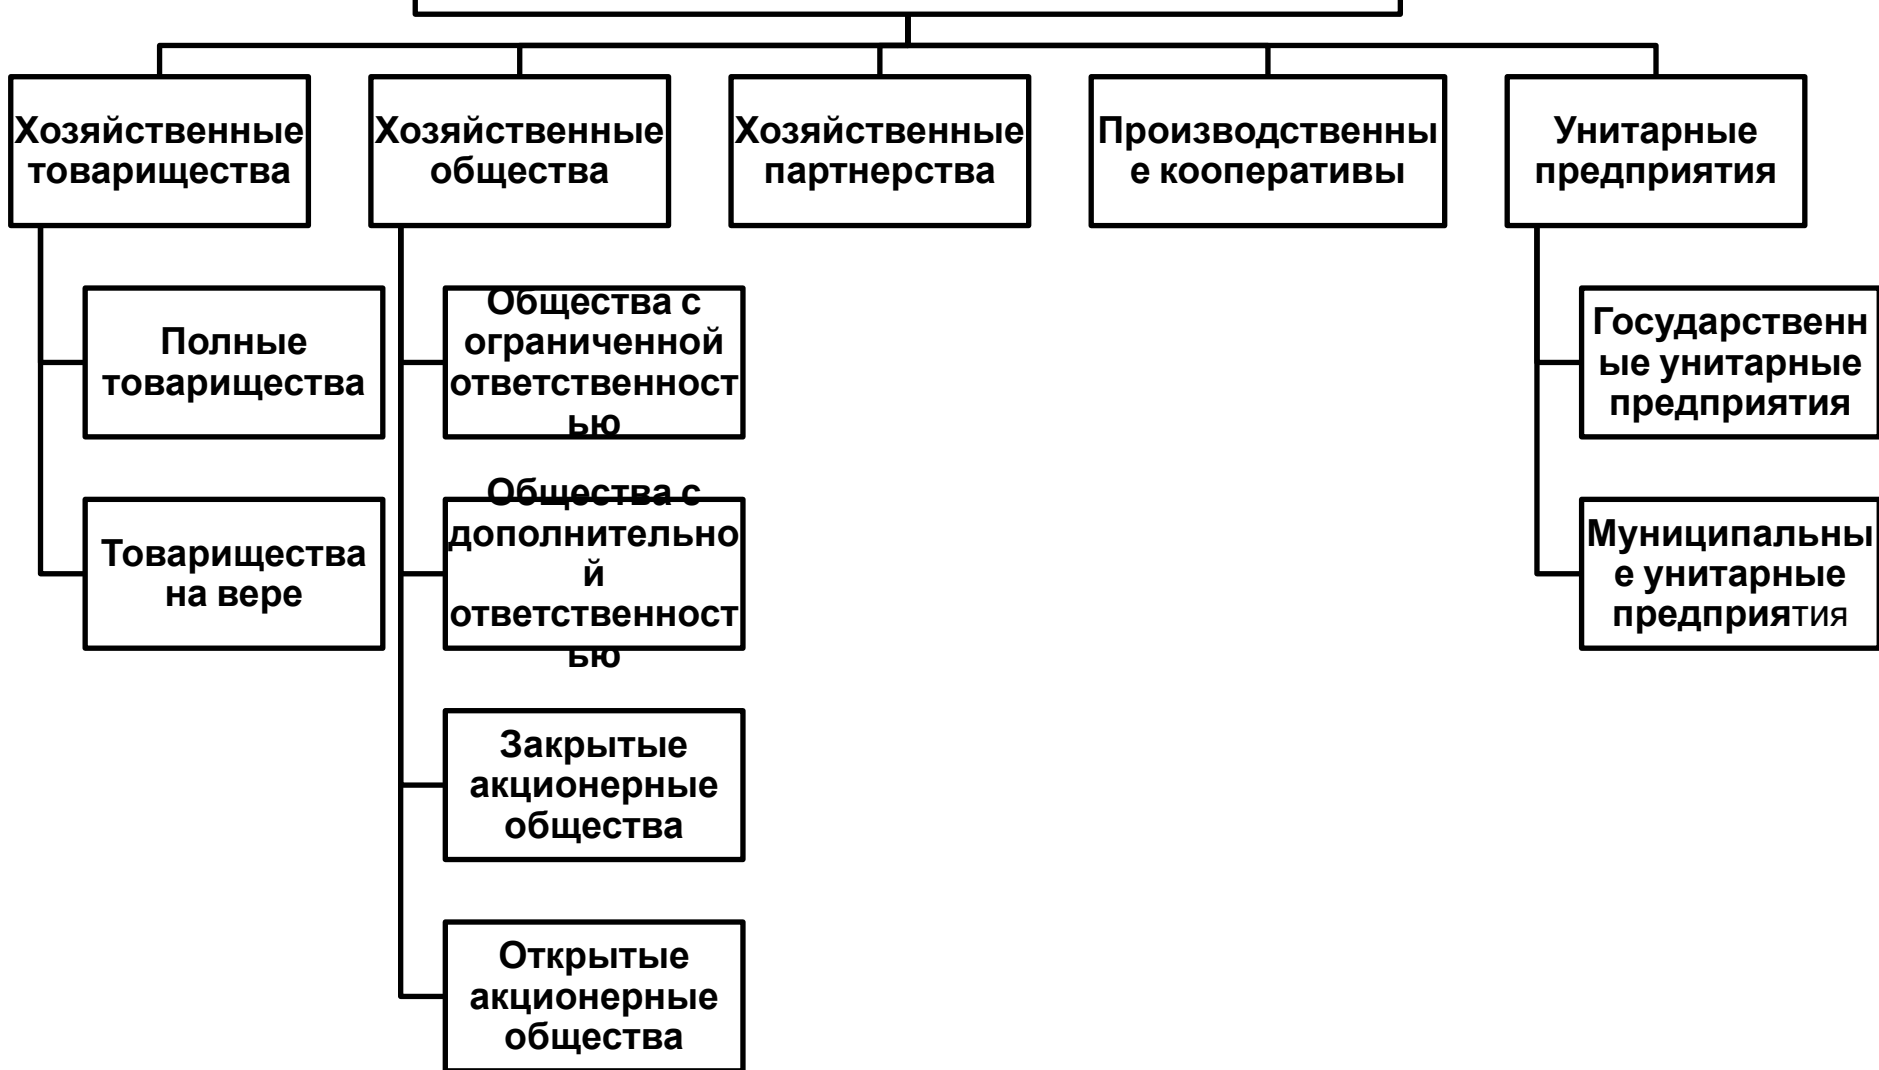 Хозяйственные
товарищества
Хозяйственные
общества
Хозяйственные
партнерства
Производственны
е кооперативы
Унитарные
предприятия
Полные
товарищества
Товарищества
на вере
Общества с
ограниченной
ответственност
ью
Общества с
дополнительно
й
ответственност
ью
Закрытые
акционерные
общества
Открытые
акционерные
общества
Государственн
ые унитарные
предприятия
Муниципальны
е унитарные
предприятия